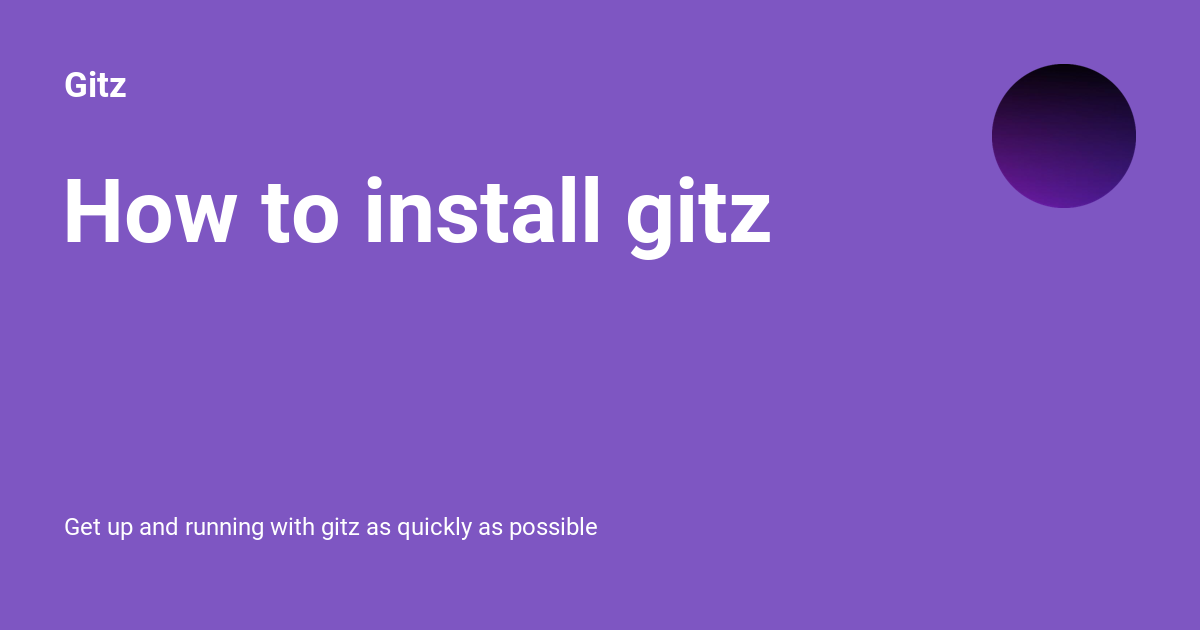 Gitz
How to install gitz
Get up and running with gitz as quickly as possible